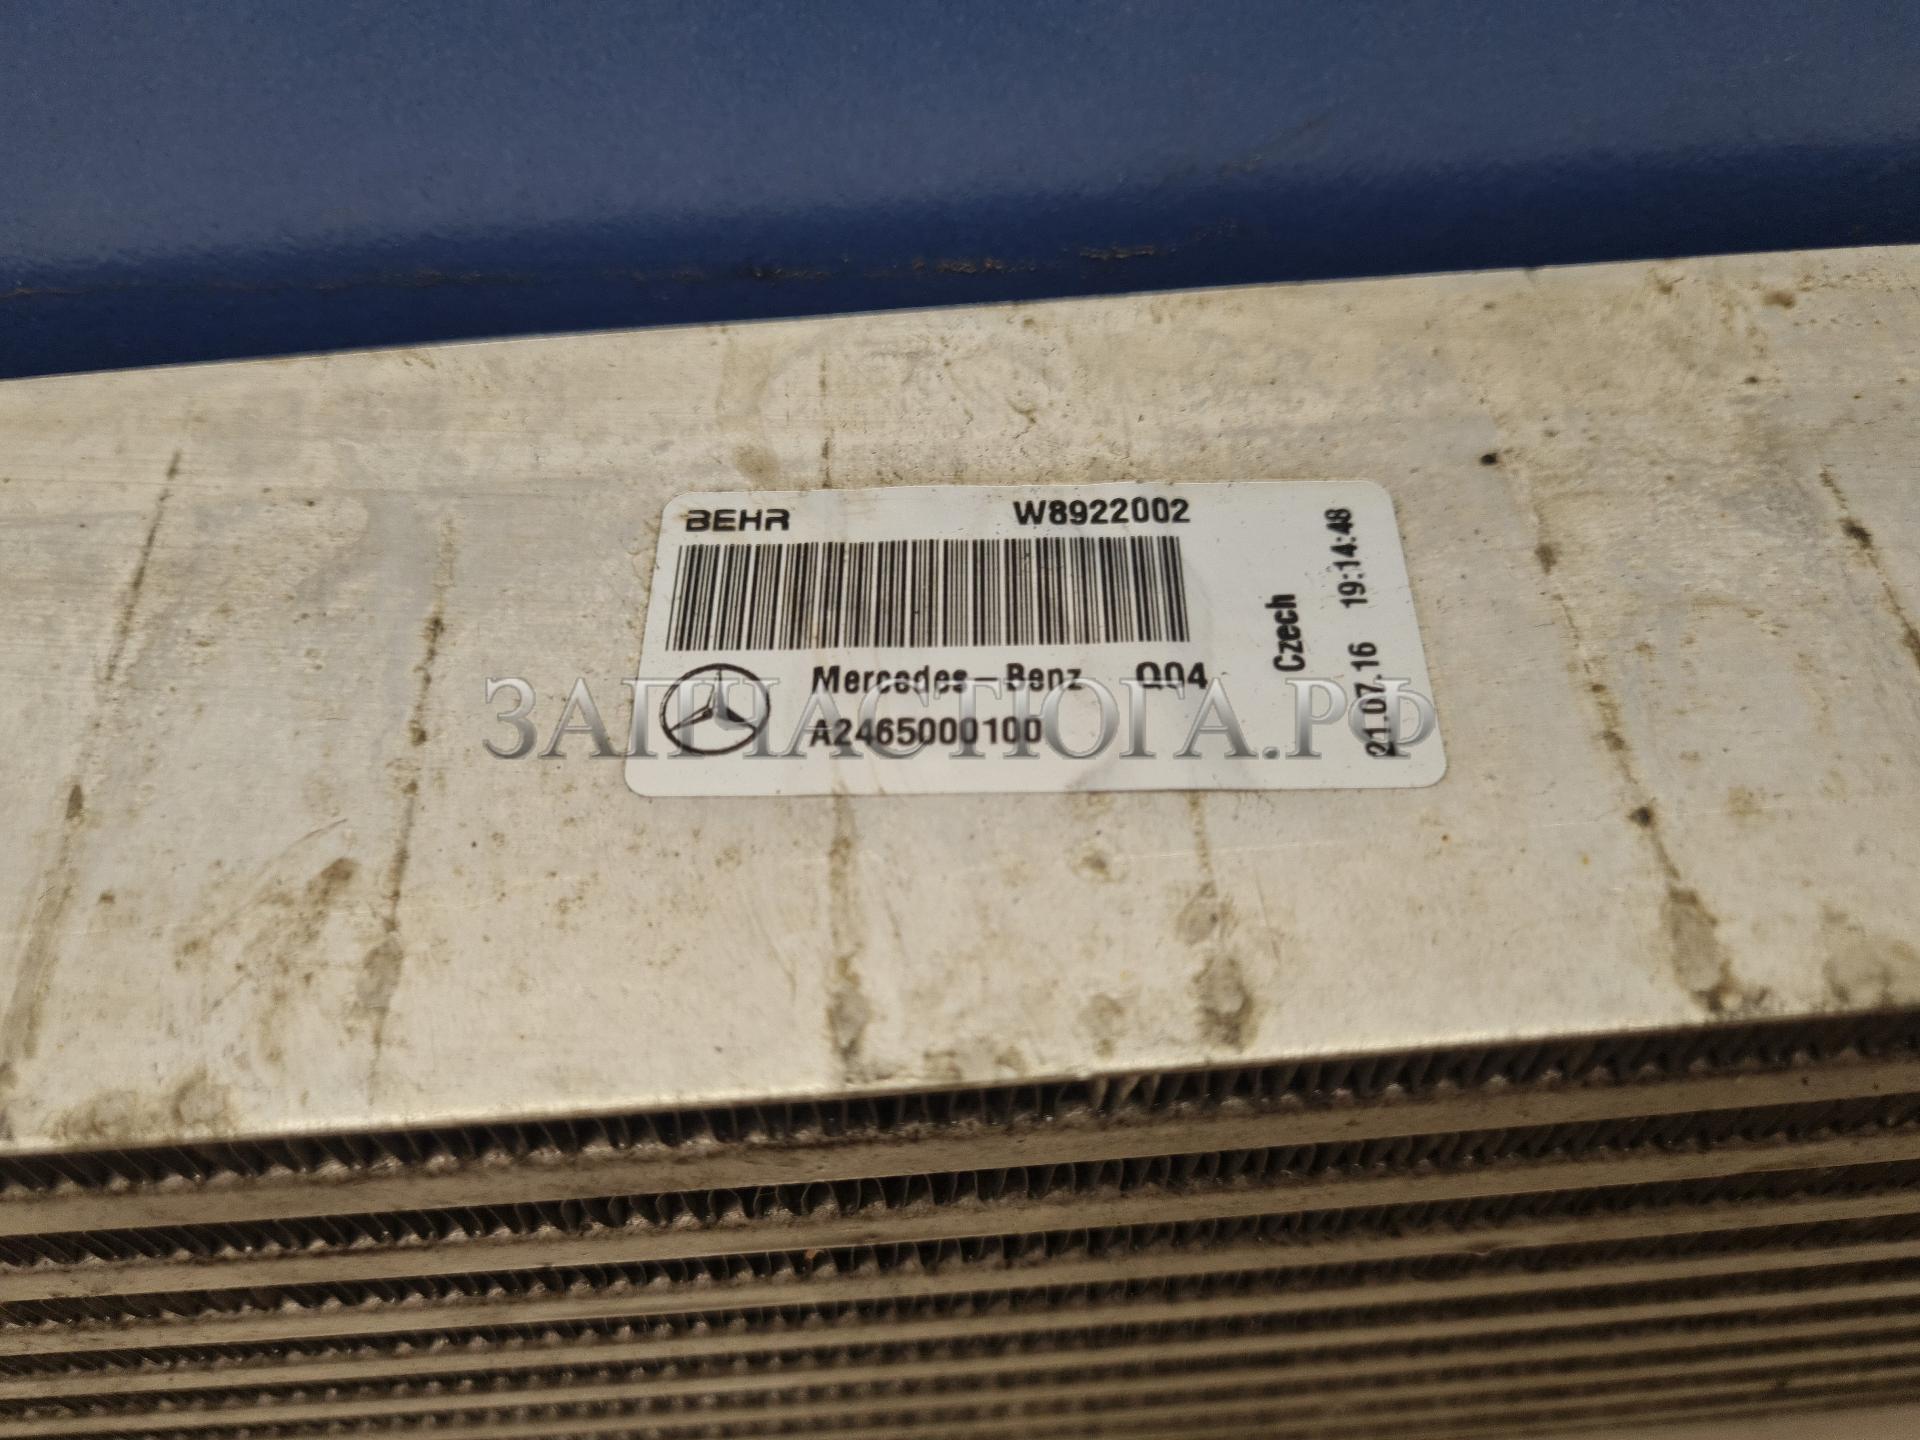 BEHR W8922002
Mercedes-Benz Q04
A2465000100
Czech
21.07.16 19:14:48
ЗАПЧАСТЮГА.РФ